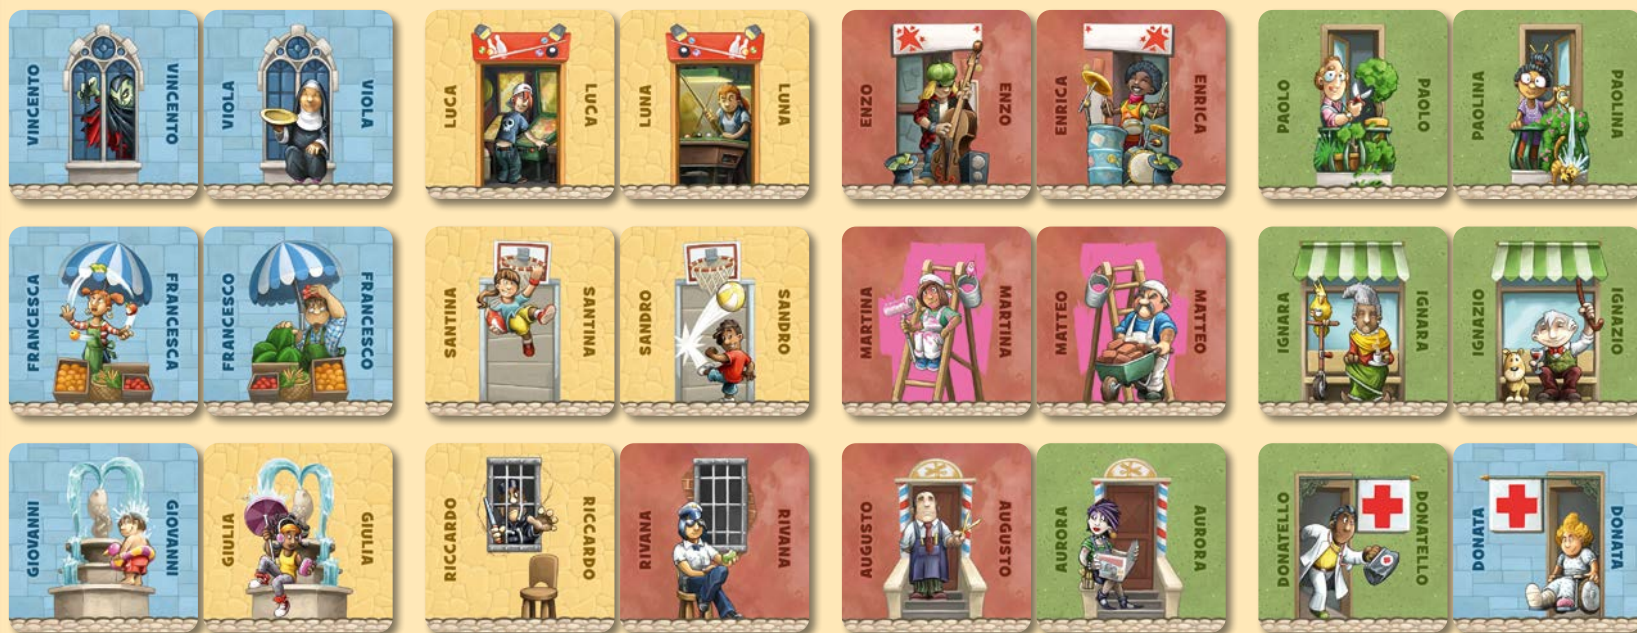 VINCENTO
VINCENTO
VIOLA
VIOLA
LUCA
LUCA
LUNA
LUNA
ENZO
ENZO
ENRICA
ENRICA
PAOLO
PAOLO
PAOLINA
PAOLINA
FRANCESCA
FRANCESCA
FRANCESCO
FRANCESCO
SANTINA
SANTINA
SANDRO
SANDRO
MARTINA
MARTINA
MATTEO
MATTEO
IGNARA
IGNARA
IGNAZIO
IGNAZIO
GIOVANNI
GIOVANNI
GIULIA
GIULIA
RICCARDO
RICCARDO
RIVANA
RIVANA
AUGUSTO
AUGUSTO
AURORA
AURORA
DONATELLO
DONATELLO
DONATA
DONATA